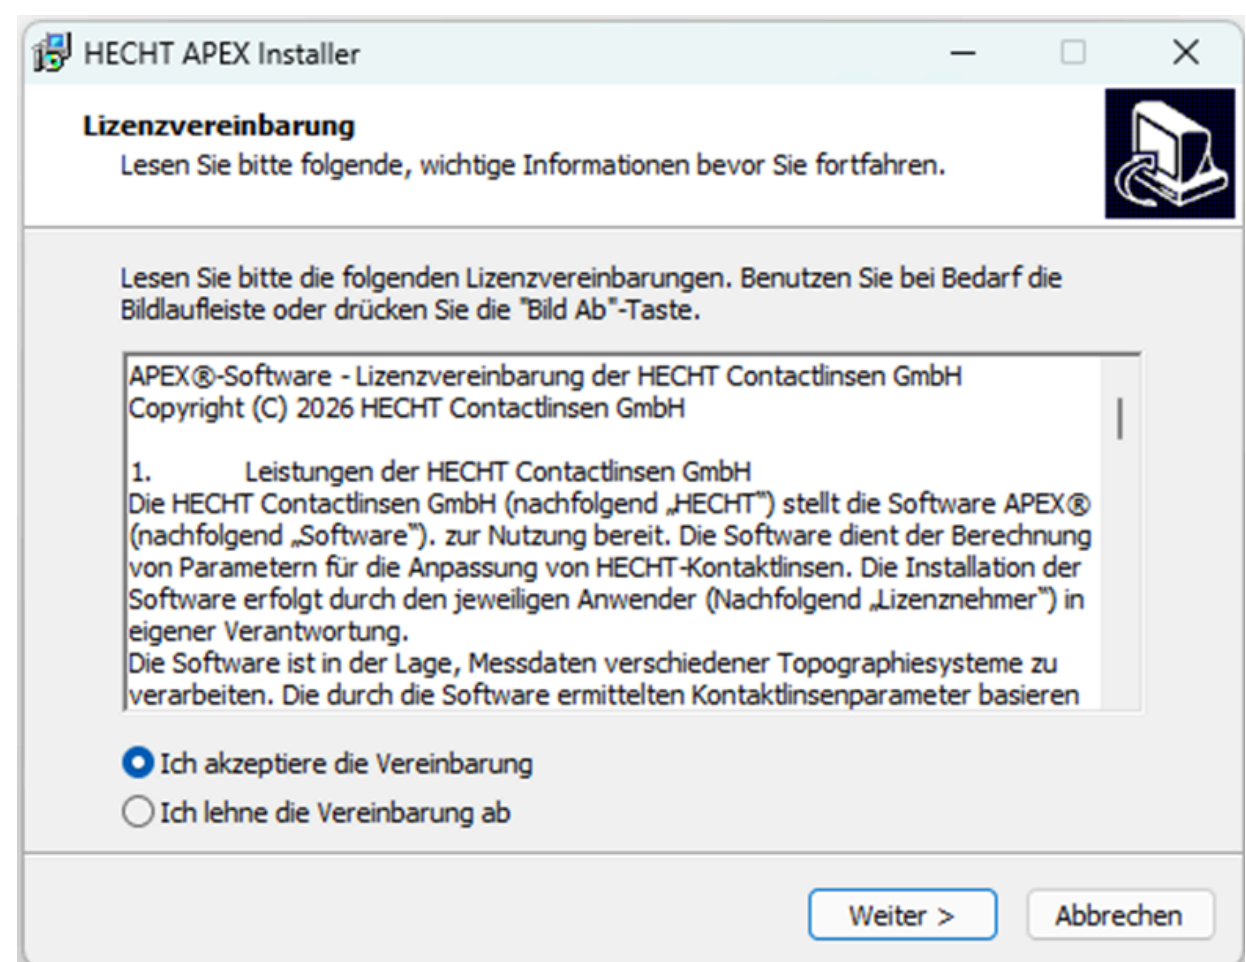 HECHT APEX Installer
Lizenzvereinbarung
Lesen Sie bitte folgende, wichtige Informationen bevor Sie fortfahren.
Lesen Sie bitte die folgenden Lizenzvereinbarungen. Benutzen Sie bei Bedarf die
Bildlaufleiste oder drücken Sie die "Bild Ab"-Taste.
APEX®-Software - Lizenzvereinbarung der HECHT Contactlinsen GmbH
Copyright (C) 2026 HECHT Contactlinsen GmbH
1. Leistungen der HECHT Contactlinsen GmbH
Die HECHT Contactlinsen GmbH (nachfolgend „HECHT“) stellt die Software APEX®
(nachfolgend „Software“). zur Nutzung bereit. Die Software dient der Berechnung
von Parametern für die Anpassung von HECHT-Kontaktlinsen. Die Installation der
Software erfolgt durch den jeweiligen Anwender (Nachfolgend „Lizenznehmer“) in
eigener Verantwortung.
Die Software ist in der Lage, Messdaten verschiedener Topographiesysteme zu
verarbeiten. Die durch die Software ermittelten Kontaktlinsenparameter basieren
Ich akzeptiere die Vereinbarung
Ich lehne die Vereinbarung ab
Weiter > Abbrechen